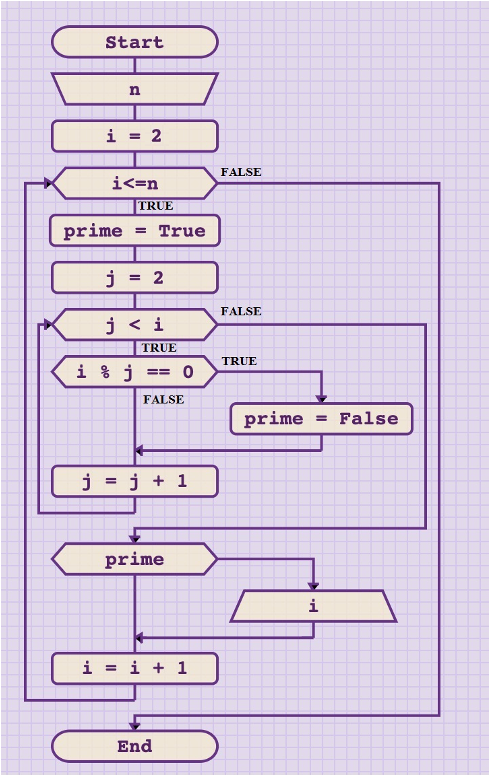 Start
n
i = 2
i<=n
FALSE
TRUE
prime = True
j = 2
j < i
FALSE
TRUE
i % j == 0
TRUE
FALSE
prime = False
j = j + 1
prime
i
i = i + 1
End